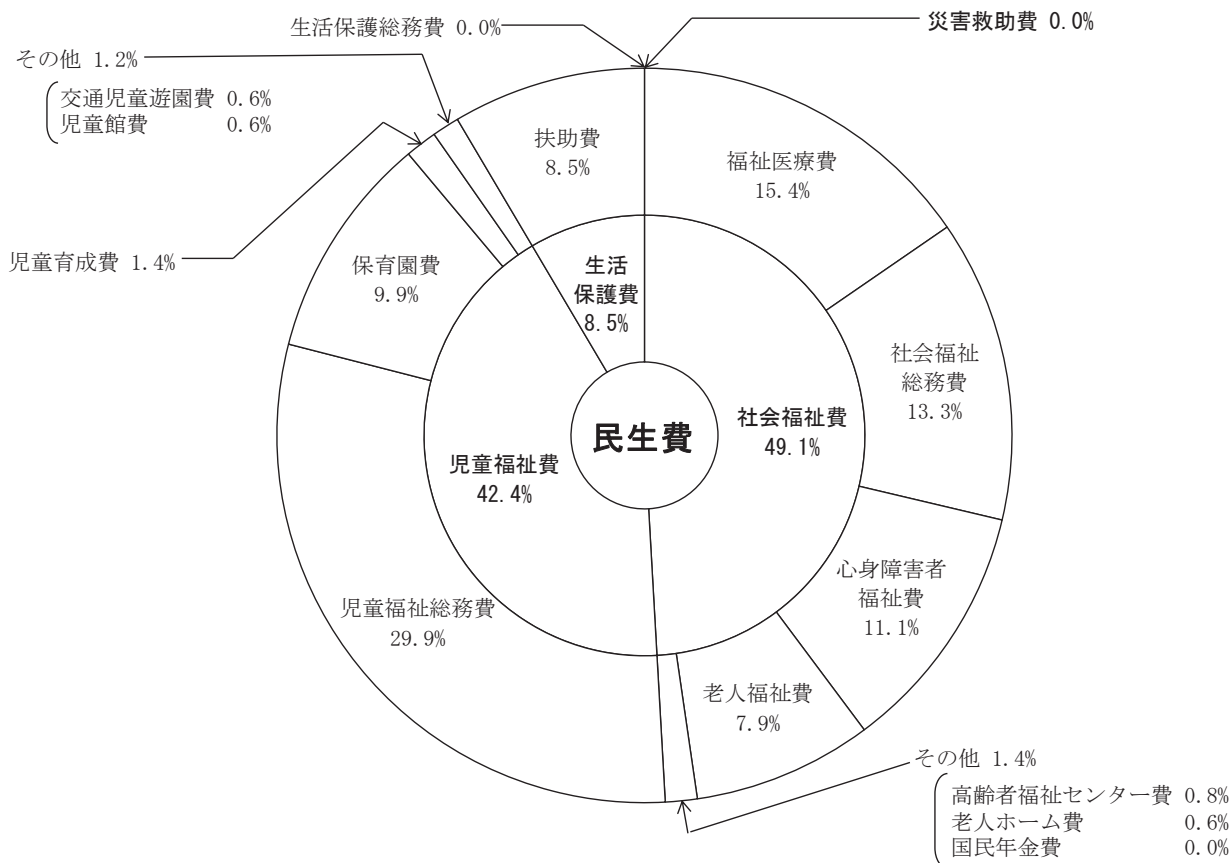 生活保護総務費 0.0%
災害救助費 0.0%
その他 1.2%
交通児童遊園費 0.6%
児童館費 0.6%
児童育成費 1.4%
扶助費
8.5%
福祉医療費
15.4%
保育園費
9.9%
生活
保護費
8.5%
社会福祉
総務費
13.3%
民生費
社会福祉費
49.1%
児童福祉費
42.4%
心身障害者
福祉費
11.1%
児童福祉総務費
29.9%
老人福祉費
7.9%
その他 1.4%
高齢者福祉センター費 0.8%
老人ホーム費 0.6%
国民年金費 0.0%